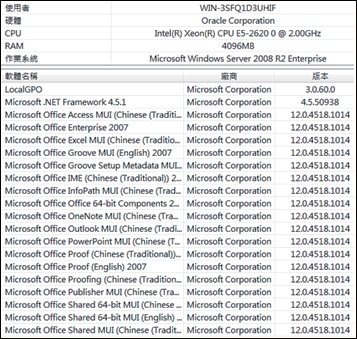 使用者 WIN-3SFQ1D3UHIF
硬體 Oracle Corporation
CPU Intel(R) Xeon(R) CPU E5-2620 0 @ 2.00GHz
RAM 4096MB
作業系統 Microsoft Windows Server 2008 R2 Enterprise
軟體名稱 廠商 版本
LocalGPO Microsoft Corporation 3.0.60.0
Microsoft .NET Framework 4.5.1 Microsoft Corporation 4.5.50938
Microsoft Office Access MUI (Chinese (Traditio... Microsoft Corporation 12.0.4518.1014
Microsoft Office Enterprise 2007 Microsoft Corporation 12.0.4518.1014
Microsoft Office Excel MUI (Chinese (Tradition... Microsoft Corporation 12.0.4518.1014
Microsoft Office Groove MUI (English) 2007 Microsoft Corporation 12.0.4518.1014
Microsoft Office Groove Setup Metadata MUI... Microsoft Corporation 12.0.4518.1014
Microsoft Office IME (Chinese (Traditional)) 2... Microsoft Corporation 12.0.4518.1014
Microsoft Office InfoPath MUI (Chinese (Tradi... Microsoft Corporation 12.0.4518.1014
Microsoft Office Office 64-bit Components 2... Microsoft Corporation 12.0.4518.1014
Microsoft Office OneNote MUI (Chinese (Tra... Microsoft Corporation 12.0.4518.1014
Microsoft Office Outlook MUI (Chinese (Tradi... Microsoft Corporation 12.0.4518.1014
Microsoft Office PowerPoint MUI (Chinese (T... Microsoft Corporation 12.0.4518.1014
Microsoft Office Proof (Chinese (Traditional))... Microsoft Corporation 12.0.4518.1014
Microsoft Office Proof (English) 2007 Microsoft Corporation 12.0.4518.1014
Microsoft Office Proofing (Chinese (Tradition... Microsoft Corporation 12.0.4518.1014
Microsoft Office Publisher MUI (Chinese (Trad... Microsoft Corporation 12.0.4518.1014
Microsoft Office Shared 64-bit MUI (Chinese ... Microsoft Corporation 12.0.4518.1014
Microsoft Office Shared 64-bit MUI (English) ... Microsoft Corporation 12.0.4518.1014
Microsoft Office Shared MUI (Chinese (Tradit... Microsoft Corporation 12.0.4518.1014